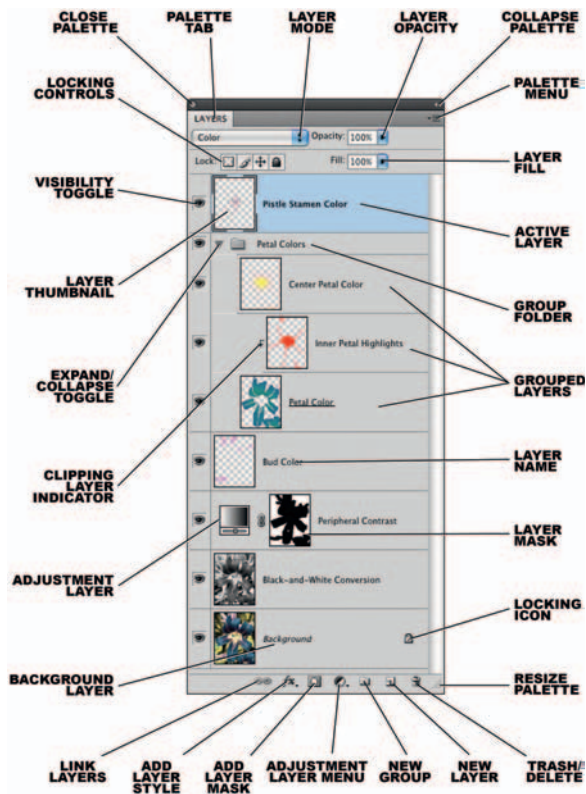 CLOSE
PALETTE
PALETTE
TAB
LAYER
MODE
LAYER
OPACITY
COLLAPSE
PALETTE
LOCKING
CONTROLS
PALETTE
MENU
LAYERS
Color
Opacity: 100%
Lock:
Fill: 100%
LAYER
FILL
VISIBILITY
TOGGLE
Pistle Stamen Color
ACTIVE
LAYER
LAYER
THUMBNAIL
Petal Colors
GROUP
FOLDER
Center Petal Color
EXPAND/
COLLAPSE
TOGGLE
Inner Petal Highlights
GROUPED
LAYERS
Petal Color
CLIPPING
LAYER
INDICATOR
Bud Color
LAYER
NAME
Peripheral Contrast
LAYER
MASK
ADJUSTMENT
LAYER
Black-and-White Conversion
LOCKING
ICON
Background
BACKGROUND
LAYER
fx.
RESIZE
PALETTE
LINK
LAYERS
ADD
LAYER
STYLE
ADD
LAYER
MASK
ADJUSTMENT
LAYER MENU
NEW
GROUP
NEW
LAYER
TRASH/
DELETE